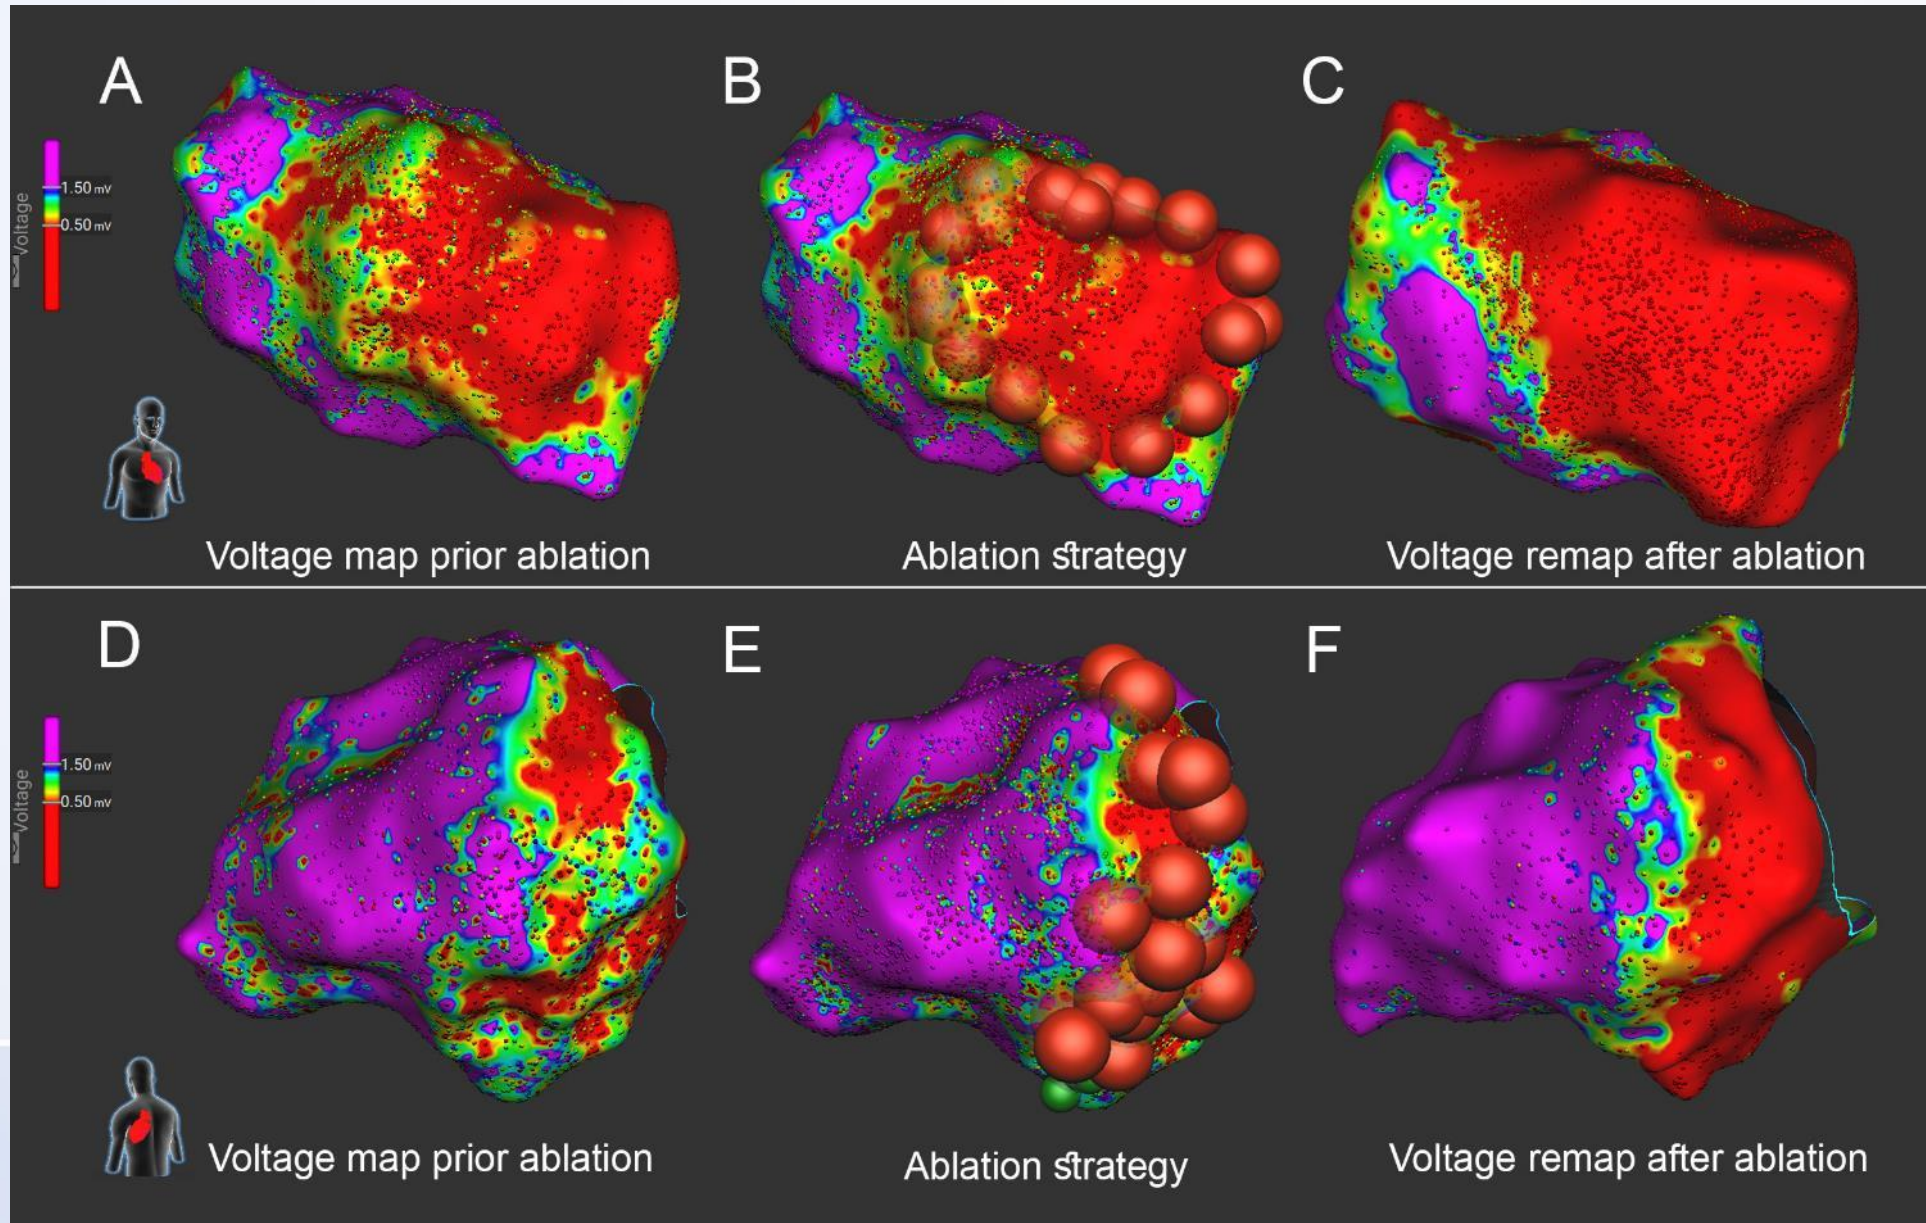 A
B
C
1.50 mV
0.50 mV
Voltage
Voltage map prior ablation
Ablation strategy
Voltage remap after ablation
D
E
F
1.50 mV
0.50 mV
Voltage
Voltage map prior ablation
Ablation strategy
Voltage remap after ablation